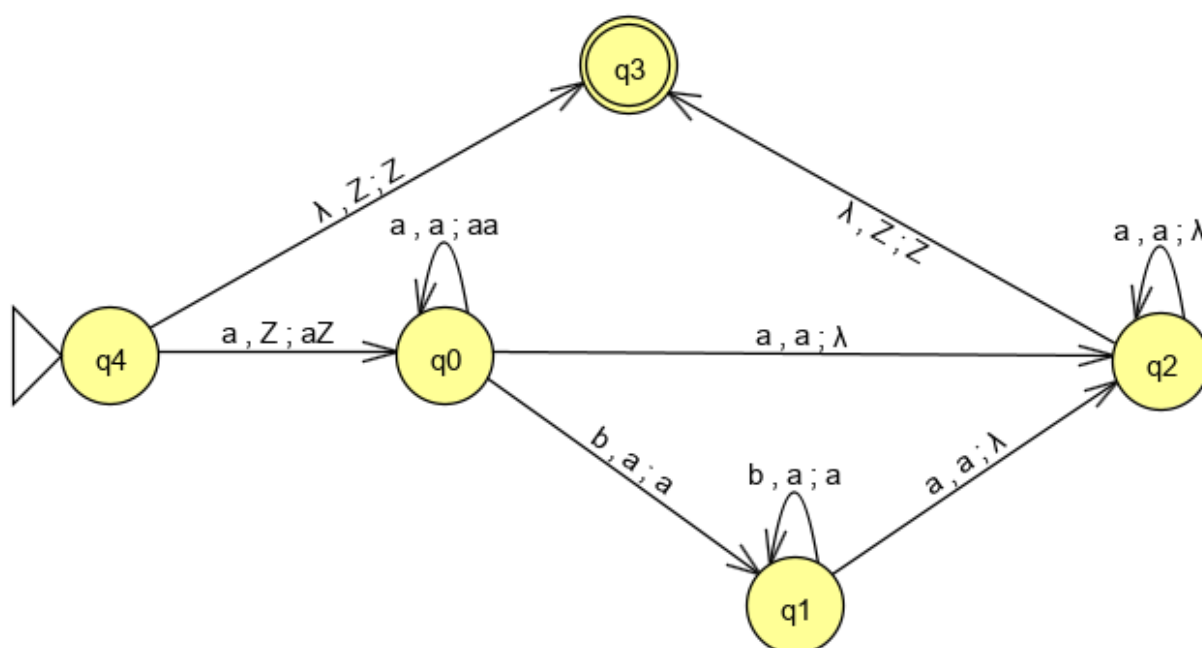 q3
λ , Z ; Z
λ , Z ; Z
a , a ; aa
a , a ; λ
q4
a , Z ; aZ
q0
a , a ; λ
q2
b , a ; a
b , a ; a
a , a ; λ
q1